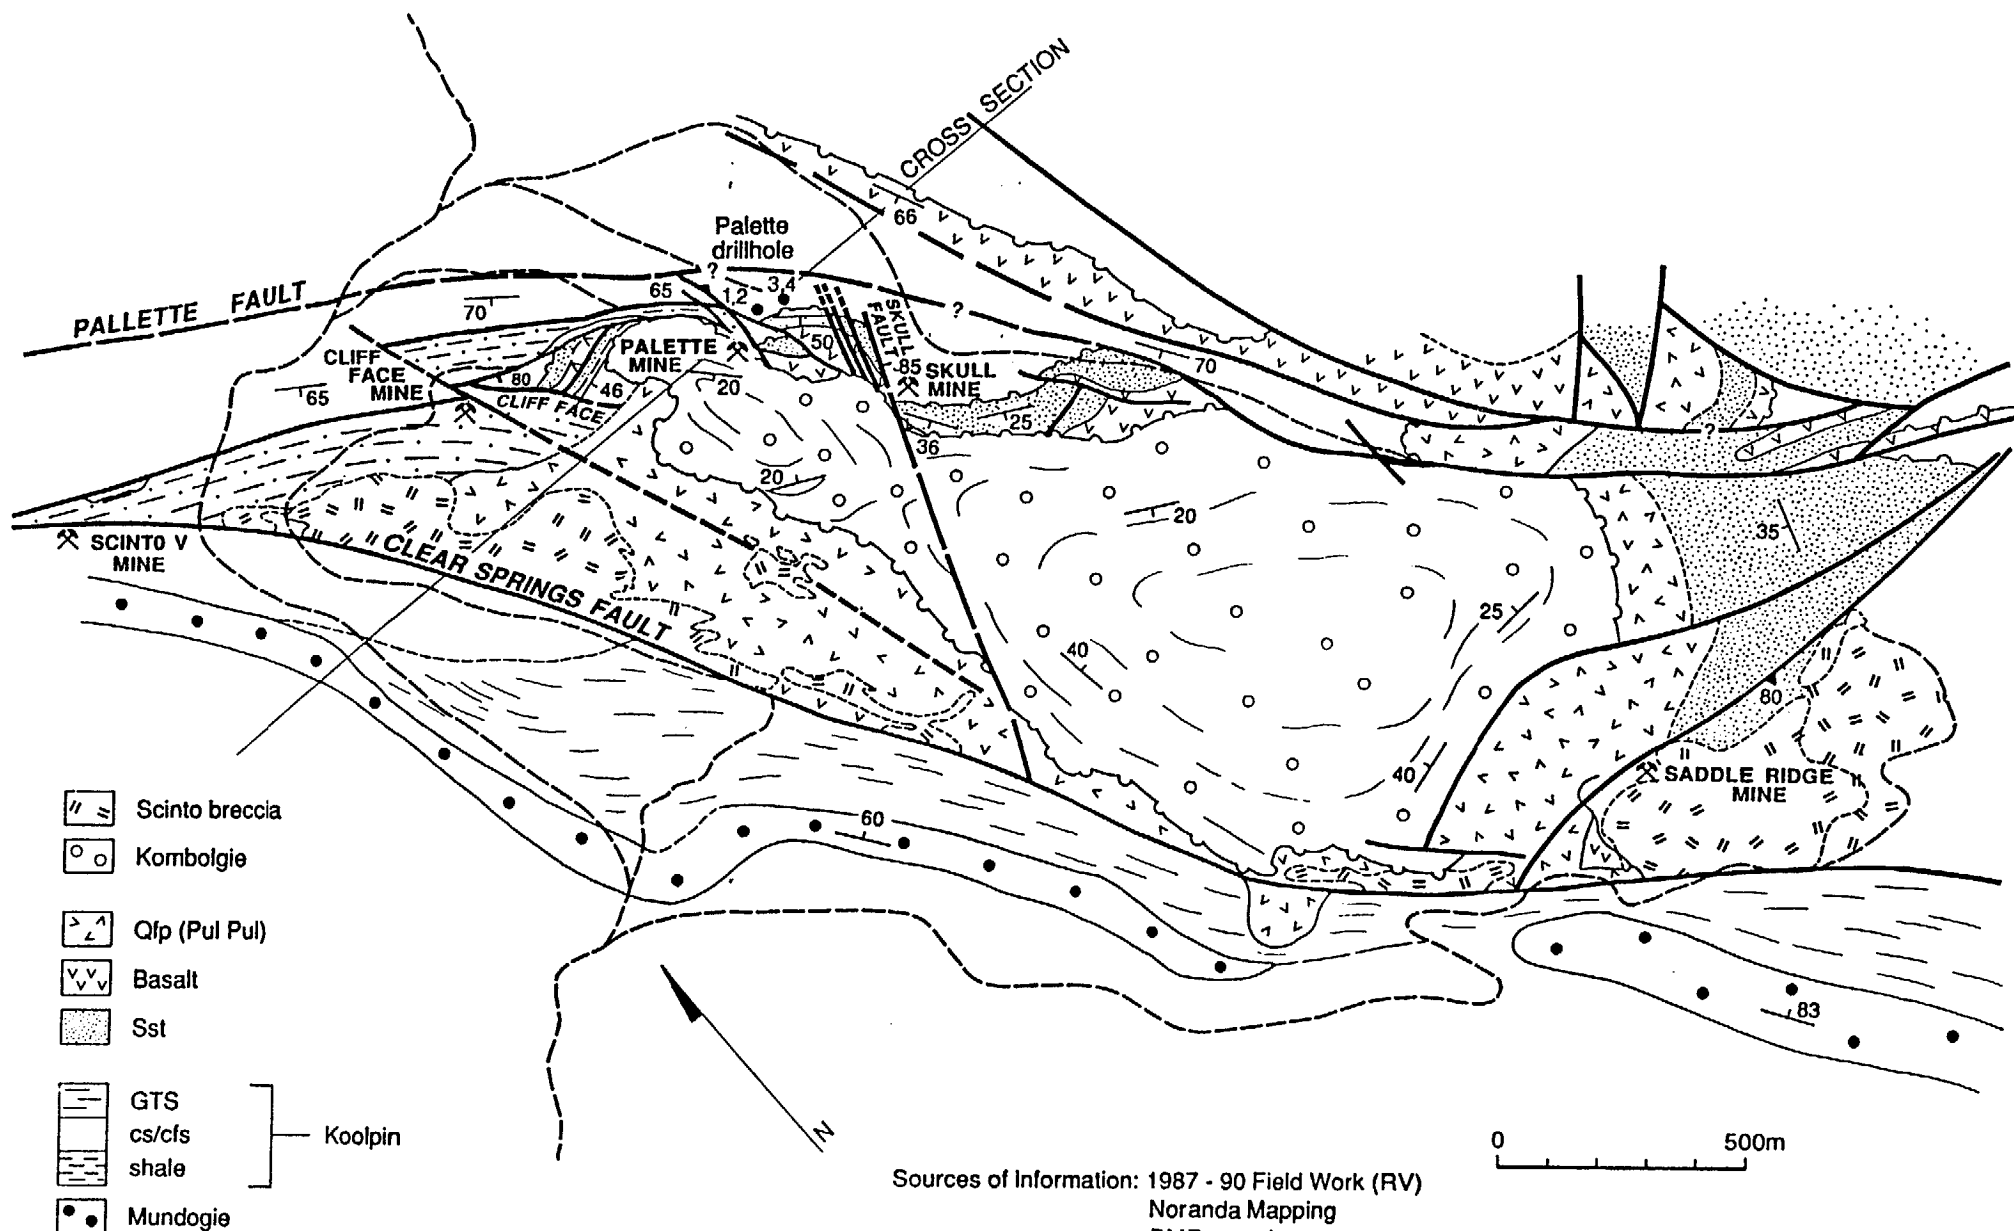 CROSS SECTION
66
Palette
drillhole
?
PALLETTE FAULT
70
65
1,2
3,4
SKULL
FAULT
?
50
CLIFF
FACE
MINE
65
80
46
CLIFF FACE
PALETTE
MINE
20
85
SKULL
MINE
70
25
36
?
20
20
35
SCINTO V
MINE
CLEAR SPRINGS FAULT
40
25
80
40
SADDLE RIDGE
MINE
60
83
N
Scinto breccia
Kombolgie
Qfp (Pul Pul)
Basalt
Sst
GTS
cs/cfs
shale
Koolpin
Mundogie
0 500m
Sources of Information: 1987 - 90 Field Work (RV)
Noranda Mapping